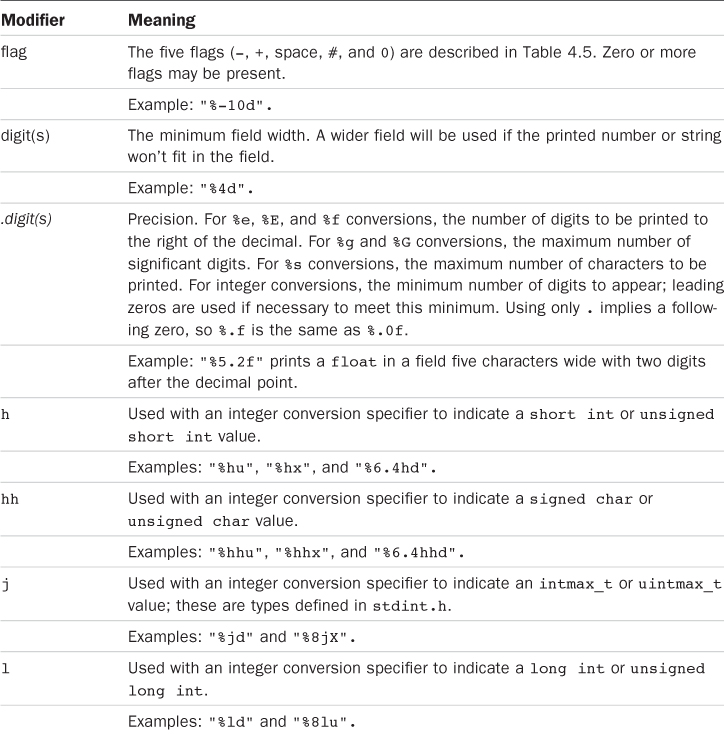 Modifier Meaning
flag The five flags (-, +, space, #, and 0) are described in Table 4.5. Zero or more
flags may be present.
Example: "%-10d".
digit(s) The minimum field width. A wider field will be used if the printed number or string
won't fit in the field.
Example: "%4d".
.digit(s) Precision. For %e, %E, and %f conversions, the number of digits to be printed to
the right of the decimal. For %g and %G conversions, the maximum number of
significant digits. For %s conversions, the maximum number of characters to be
printed. For integer conversions, the minimum number of digits to appear; leading
zeros are used if necessary to meet this minimum. Using only . implies a follow-
ing zero, so %.f is the same as %.0f.
Example: "%5.2f" prints a float in a field five characters wide with two digits
after the decimal point.
h Used with an integer conversion specifier to indicate a short int or unsigned
short int value.
Examples: "%hu", "%hx", and "%6.4hd".
hh Used with an integer conversion specifier to indicate a signed char or
unsigned char value.
Examples: "%hhu", "%hhx", and "%6.4hhd".
j Used with an integer conversion specifier to indicate an intmax_t or uintmax_t
value; these are types defined in stdint.h.
Examples: "%jd" and "%8jX".
l Used with an integer conversion specifier to indicate a long int or unsigned
long int.
Examples: "%ld" and "%8lu".